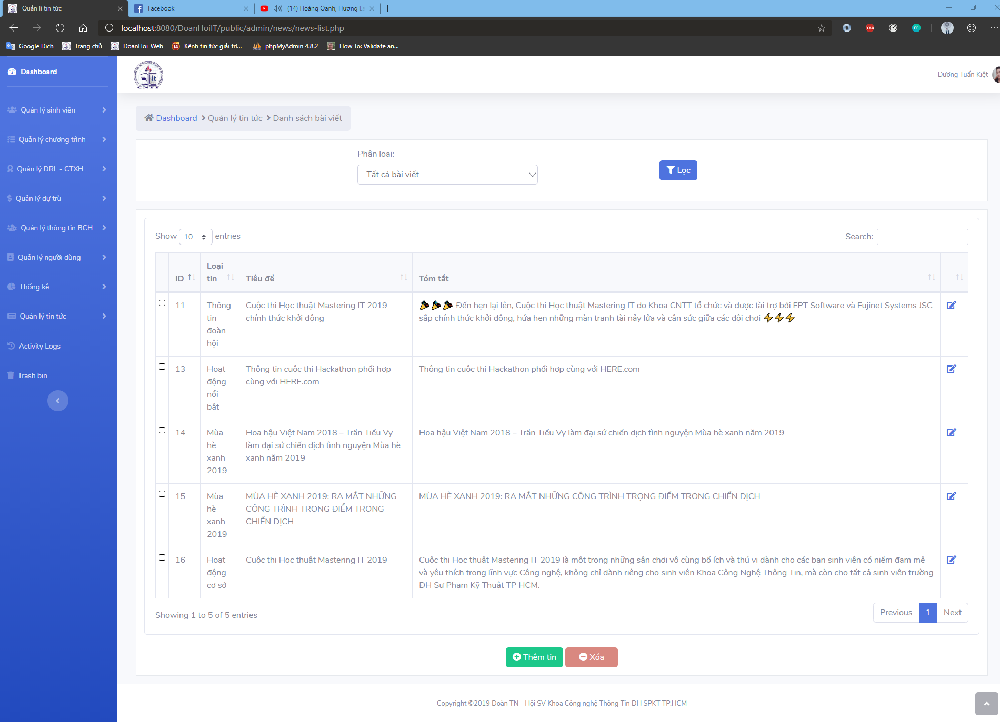 Quản lí tin tức
Facebook
(14) Hoàng Oanh, Hương La
localhost:8080/DoanHoiIT/public/admin/news/news-list.php
YAB
m
Google Dịch
Trang chủ
DoanHoi_Web
14 Kênh tin tức giải trí...
phpMyAdmin 4.8.2
How To: Validate an...
Dashboard
it
CNTT
Dương Tuấn Kiệt
Quản lý sinh viên
Quản lý chương trình
Quản lý DRL - CTXH
Quản lý dự trù
Quản lý thông tin BCH
Quản lý người dùng
Thống kê
Quản lý tin tức
Activity Logs
Trash bin
Dashboard > Quản lý tin tức > Danh sách bài viết
Phân loại:
Tất cả bài viết
Lọc
Show 10 entries
Search:
ID
Loại
tin
Tiêu đề
Tóm tắt
11
Thông
tin
đoàn
hội
Cuộc thi Học thuật Mastering IT 2019
chính thức khởi động
🎉🎉🎉 Đến hẹn lại lên, Cuộc thi Học thuật Mastering IT do Khoa CNTT tổ chức và được tài trợ bởi FPT Software và Fujinet Systems JSC
sắp chính thức khởi động, hứa hẹn những màn tranh tài nảy lửa và cân sức giữa các đội chơi ⚡⚡⚡
13
Hoạt
động
nổi
bật
Thông tin cuộc thi Hackathon phối hợp
cùng với HERE.com
Thông tin cuộc thi Hackathon phối hợp cùng với HERE.com
14
Mùa
hè
xanh
2019
Hoa hậu Việt Nam 2018 – Trần Tiểu Vy
làm đại sứ chiến dịch tình nguyện Mùa hè
xanh năm 2019
Hoa hậu Việt Nam 2018 – Trần Tiểu Vy làm đại sứ chiến dịch tình nguyện Mùa hè xanh năm 2019
15
Mùa
hè
xanh
2019
MÙA HÈ XANH 2019: RA MẮT NHỮNG
CÔNG TRÌNH TRỌNG ĐIỂM TRONG
CHIẾN DỊCH
MÙA HÈ XANH 2019: RA MẮT NHỮNG CÔNG TRÌNH TRỌNG ĐIỂM TRONG CHIẾN DỊCH
16
Hoạt
động
cơ sở
Cuộc thi Học thuật Mastering IT 2019
Cuộc thi Học thuật Mastering IT 2019 là một trong những sân chơi vô cùng bổ ích và thú vị dành cho các bạn sinh viên có niềm đam mê
và yêu thích trong lĩnh vực Công nghệ, không chỉ dành riêng cho sinh viên Khoa Công Nghệ Thông Tin, mà còn cho tất cả sinh viên trường
ĐH Sư Phạm Kỹ Thuật TP HCM.
Showing 1 to 5 of 5 entries
Previous 1 Next
Thêm tin
Xóa
Copyright ©2019 Đoàn TN - Hội SV Khoa Công nghệ Thông Tin ĐH SPKT TP.HCM